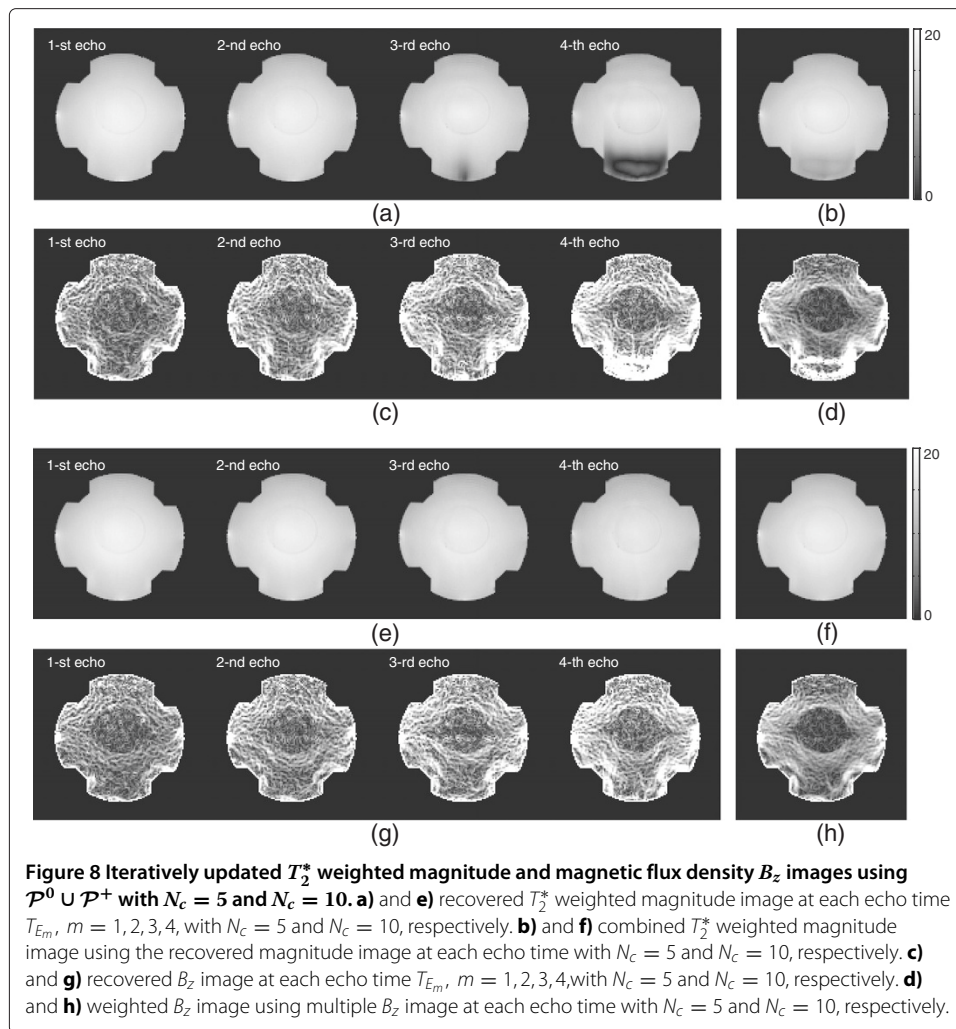 1-st echo 2-nd echo 3-rd echo 4-th echo 20
0
(a) (b)
1-st echo 2-nd echo 3-rd echo 4-th echo
(c) (d)
1-st echo 2-nd echo 3-rd echo 4-th echo 20
0
(e) (f)
1-st echo 2-nd echo 3-rd echo 4-th echo
(g) (h)
Figure 8 Iteratively updated T₂* weighted magnitude and magnetic flux density B_z images using
𝒫⁰ ∪ 𝒫⁺ with N_c = 5 and N_c = 10. a) and e) recovered T₂* weighted magnitude image at each echo time
T_{E_m}, m = 1, 2, 3, 4, with N_c = 5 and N_c = 10, respectively. b) and f) combined T₂* weighted magnitude
image using the recovered magnitude image at each echo time with N_c = 5 and N_c = 10, respectively. c)
and g) recovered B_z image at each echo time T_{E_m}, m = 1, 2, 3, 4,with N_c = 5 and N_c = 10, respectively. d)
and h) weighted B_z image using multiple B_z image at each echo time with N_c = 5 and N_c = 10, respectively.